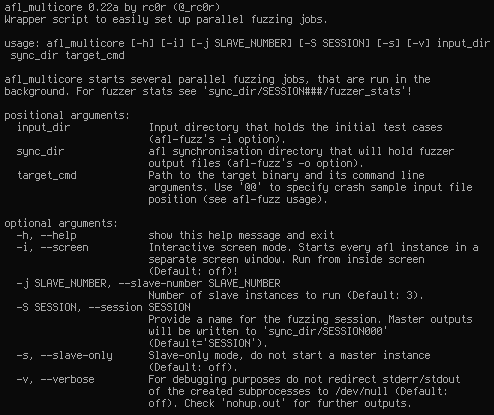 afl_multicore 0.22a by rc0r (@_rc0r)
Wrapper script to easily set up parallel fuzzing jobs.

usage: afl_multicore [-h] [-i] [-j SLAVE_NUMBER] [-S SESSION] [-s] [-v] input_dir
 sync_dir target_cmd

afl_multicore starts several parallel fuzzing jobs, that are run in the
background. For fuzzer stats see 'sync_dir/SESSION###/fuzzer_stats'!

positional arguments:
  input_dir             Input directory that holds the initial test cases
                        (afl-fuzz's -i option).
  sync_dir              afl synchronisation directory that will hold fuzzer
                        output files (afl-fuzz's -o option).
  target_cmd            Path to the target binary and its command line
                        arguments. Use '@@' to specify crash sample input file
                        position (see afl-fuzz usage).

optional arguments:
  -h, --help            show this help message and exit
  -i, --screen          Interactive screen mode. Starts every afl instance in a
                        separate screen window. Run from inside screen
                        (Default: off)!
  -j SLAVE_NUMBER, --slave-number SLAVE_NUMBER
                        Number of slave instances to run (Default: 3).
  -S SESSION, --session SESSION
                        Provide a name for the fuzzing session. Master outputs
                        will be written to 'sync_dir/SESSION000'
                        (Default='SESSION').
  -s, --slave-only      Slave-only mode, do not start a master instance
                        (Default: off).
  -v, --verbose         For debugging purposes do not redirect stderr/stdout
                        of the created subprocesses to /dev/null (Default:
                        off). Check 'nohup.out' for further outputs.